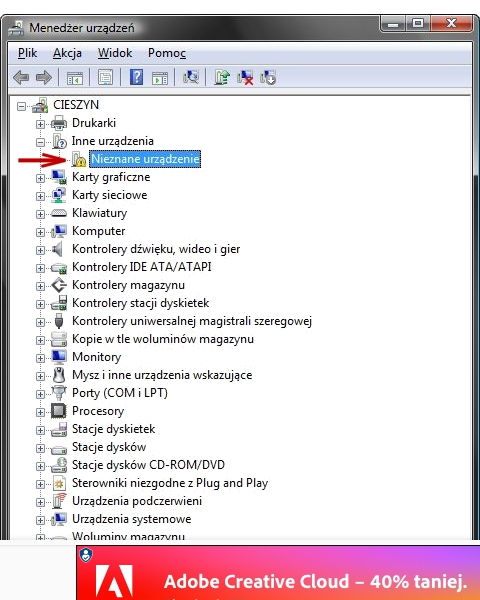 Menedżer urządzeń
Plik Akcja Widok Pomoc
CIESZYN
Drukarki
Inne urządzenia
Nieznane urządzenie
Karty graficzne
Karty sieciowe
Klawiatury
Komputer
Kontrolery dźwięku, wideo i gier
Kontrolery IDE ATA/ATAPI
Kontrolery magazynu
Kontrolery stacji dyskietek
Kontrolery uniwersalnej magistrali szeregowej
Kopie w tle woluminów magazynu
Monitory
Mysz i inne urządzenia wskazujące
Porty (COM i LPT)
Procesory
Stacje dyskietek
Stacje dysków
Stacje dysków CD-ROM/DVD
Sterowniki niezgodne z Plug and Play
Urządzenia podczerwieni
Urządzenia systemowe
Woluminy magazynu
Adobe Creative Cloud – 40% taniej.